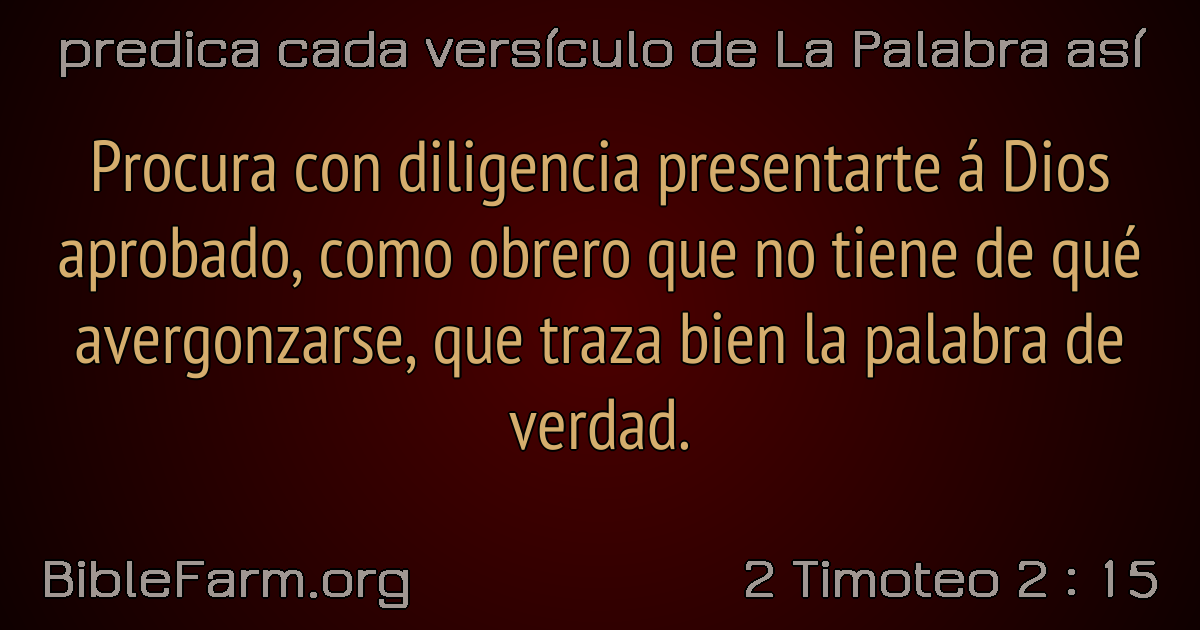 predica cada versículo de La Palabra así
Procura con diligencia presentarte á Dios
aprobado, como obrero que no tiene de qué
avergonzarse, que traza bien la palabra de
verdad.
BibleFarm.org
2 Timoteo 2 : 15